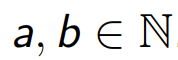 a, b ∈ ℕ